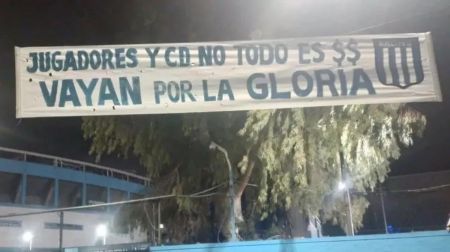 JUGADORES Y CD NO TODO ES $$
VAYAN POR LA GLORIA